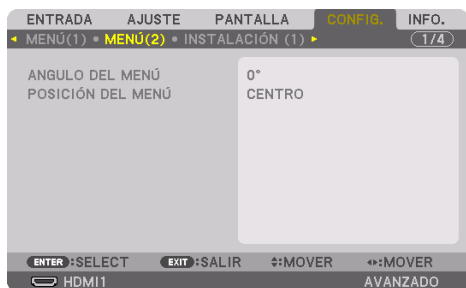 ENTRADA AJUSTE PANTALLA CONFIG. INFO.
MENÚ(1) • MENÚ(2) • INSTALACIÓN (1) 1/4
ANGULO DEL MENÚ 0°
POSICIÓN DEL MENÚ CENTRO
ENTER :SELECT EXIT :SALIR :MOVER :MOVER
HDMI1 AVANZADO